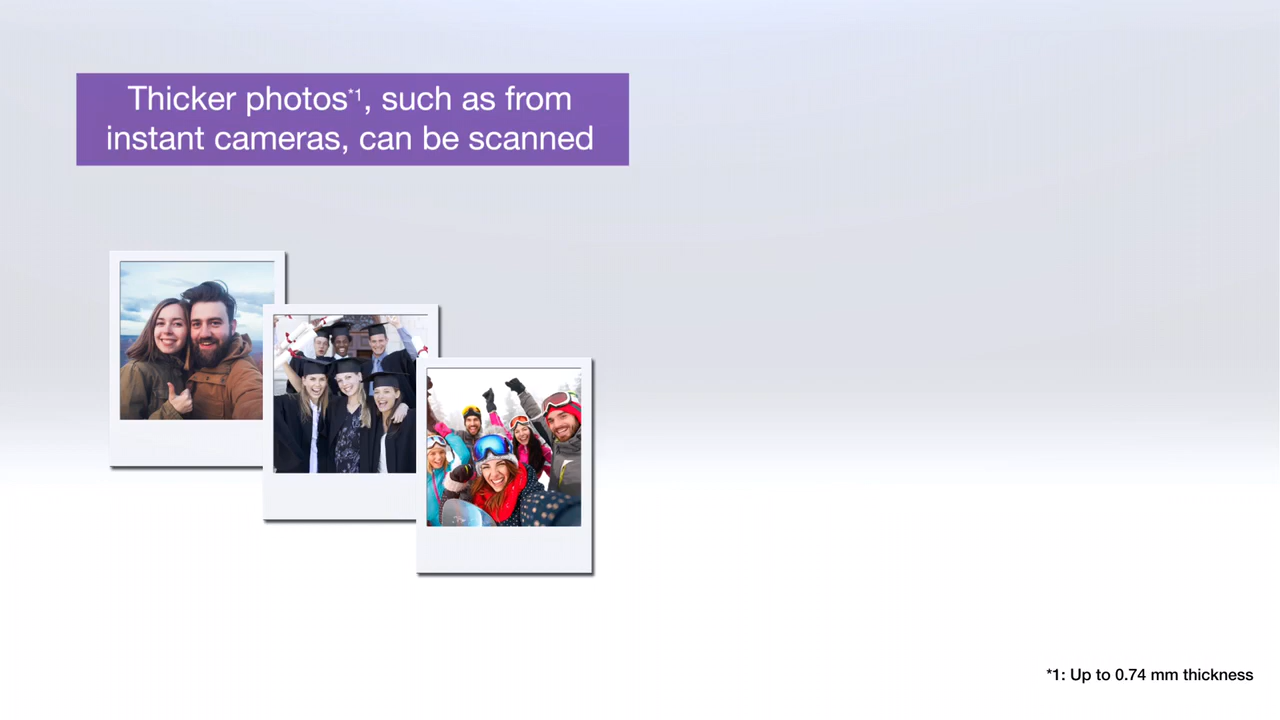 Thicker photos*1, such as from
instant cameras, can be scanned
*1: Up to 0.74 mm thickness